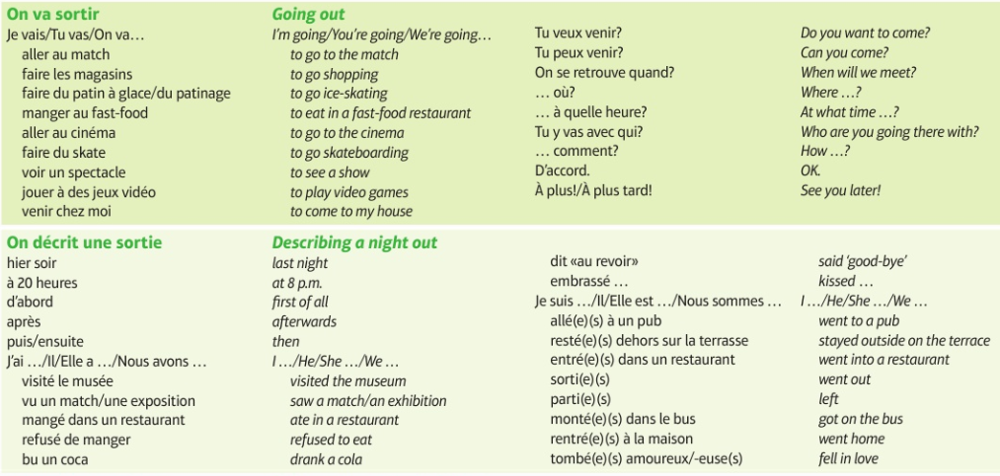 On va sortir Going out
Je vais/Tu vas/On va… I'm going/You're going/We're going…
aller au match to go to the match
faire les magasins to go shopping
faire du patin à glace/du patinage to go ice-skating
manger au fast-food to eat in a fast-food restaurant
aller au cinéma to go to the cinema
faire du skate to go skateboarding
voir un spectacle to see a show
jouer à des jeux vidéo to play video games
venir chez moi to come to my house
Tu veux venir? Do you want to come?
Tu peux venir? Can you come?
On se retrouve quand? When will we meet?
… où? Where …?
… à quelle heure? At what time …?
Tu y vas avec qui? Who are you going there with?
… comment? How …?
D'accord. OK.
À plus!/À plus tard! See you later!
On décrit une sortie Describing a night out
hier soir last night
à 20 heures at 8 p.m.
d'abord first of all
après afterwards
puis/ensuite then
J'ai …/Il/Elle a …/Nous avons … I …/He/She …/We …
visité le musée visited the museum
vu un match/une exposition saw a match/an exhibition
mangé dans un restaurant ate in a restaurant
refusé de manger refused to eat
bu un coca drank a cola
dit «au revoir» said 'good-bye'
embrassé … kissed …
Je suis …/Il/Elle est …/Nous sommes … I …/He/She …/We …
allé(e)(s) à un pub went to a pub
resté(e)(s) dehors sur la terrasse stayed outside on the terrace
entré(e)(s) dans un restaurant went into a restaurant
sorti(e)(s) went out
parti(e)(s) left
monté(e)(s) dans le bus got on the bus
rentré(e)(s) à la maison went home
tombé(e)(s) amoureux/-euse(s) fell in love